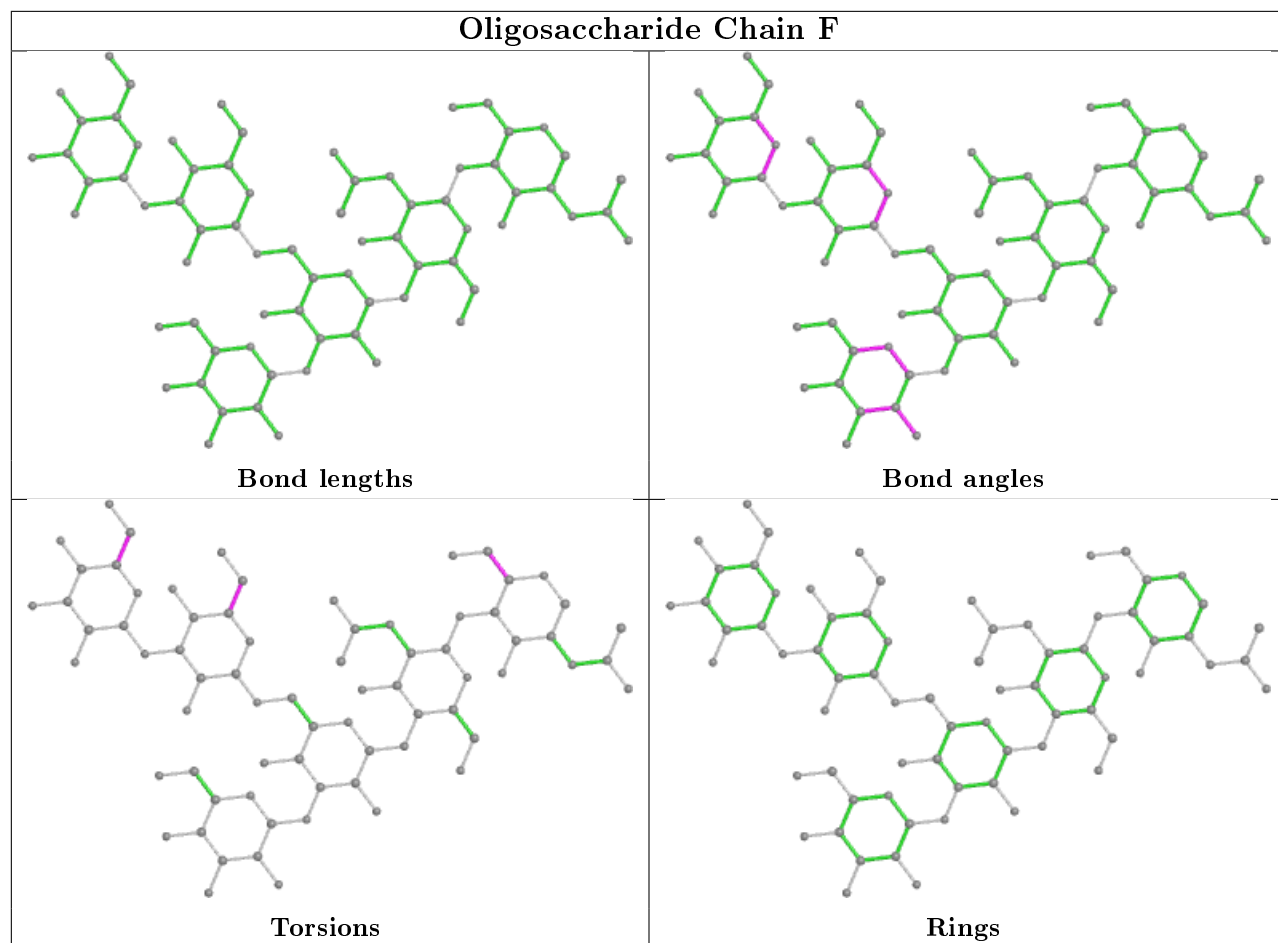 Oligosaccharide Chain F
Bond lengths
Bond angles
Torsions
Rings